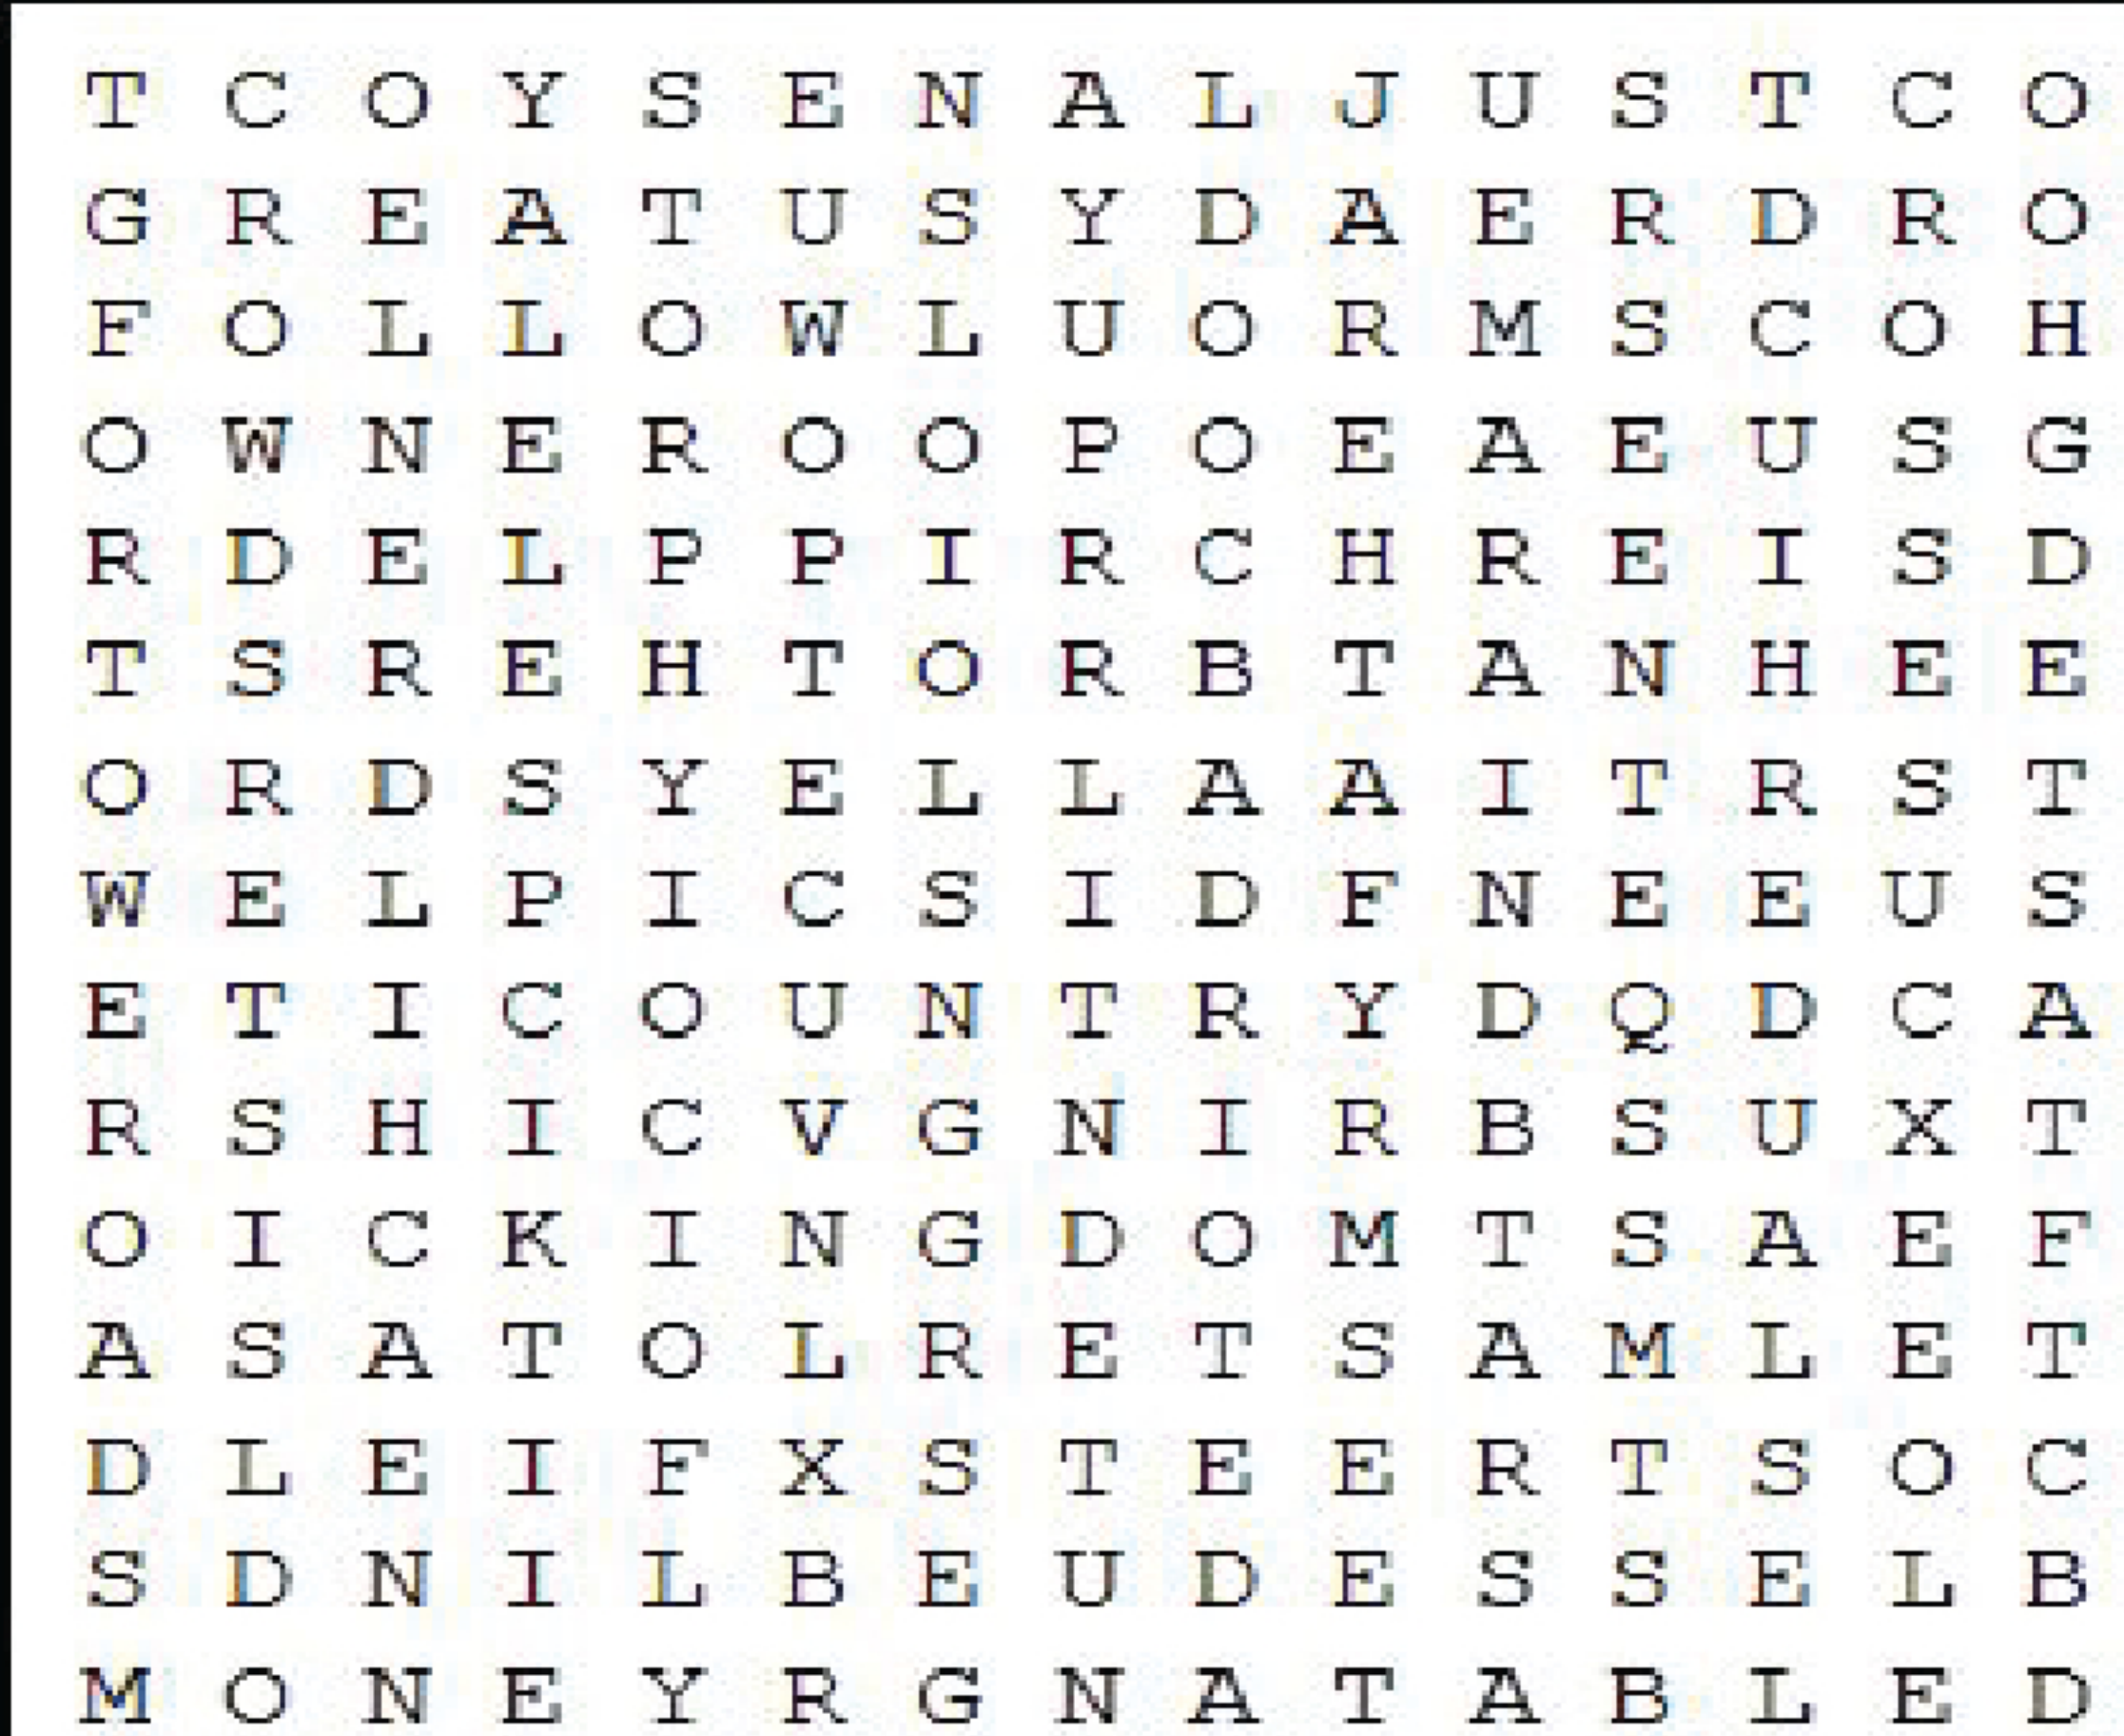 T C O Y S E N A L J U S T C O
G R E A T U S Y D A E R D R O
F O L L O W L U O R M S C O H
O W N E R O O P O E A E U S G
R D E L P P I R C H R E I S D
T S R E H T O R B T A N H E E
O R D S Y E L L A A I T R S T
W E L P I C S I D F N E E U S
E T I C O U N T R Y D Q D C A
R S H I C V G N I R B S U X T
O I C K I N G D O M T S A E F
A S A T O L R E T S A M L E T
D L E I F X S T E E R T S O C
S D N I L B E U D E S S E L B
M O N E Y R G N A T A B L E D